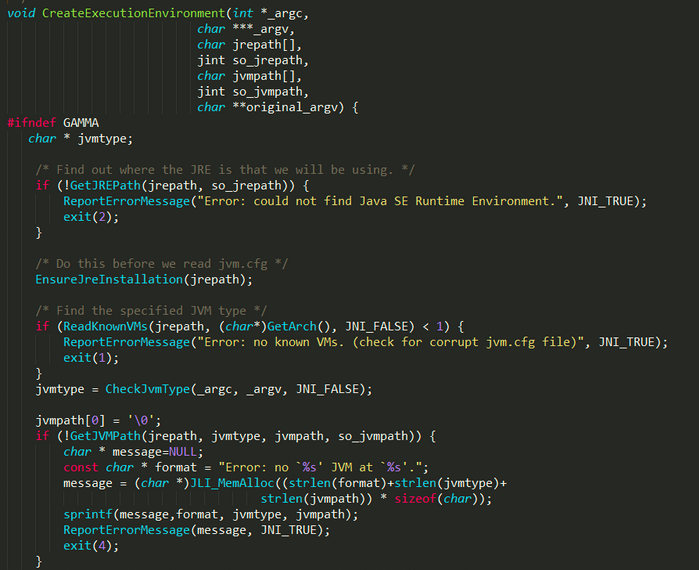 void CreateExecutionEnvironment(int *_argc,
char ***_argv,
char jrepath[],
jint so_jrepath,
char jvmpath[],
jint so_jvmpath,
char **original_argv) {
#ifndef GAMMA
char * jvmtype;
/* Find out where the JRE is that we will be using. */
if (!GetJREPath(jrepath, so_jrepath)) {
ReportErrorMessage("Error: could not find Java SE Runtime Environment.", JNI_TRUE);
exit(2);
}
/* Do this before we read jvm.cfg */
EnsureJreInstallation(jrepath);
/* Find the specified JVM type */
if (ReadKnownVMs(jrepath, (char*)GetArch(), JNI_FALSE) < 1) {
ReportErrorMessage("Error: no known VMs. (check for corrupt jvm.cfg file)", JNI_TRUE);
exit(1);
}
jvmtype = CheckJvmType(_argc, _argv, JNI_FALSE);
jvmpath[0] = '\0';
if (!GetJVMPath(jrepath, jvmtype, jvmpath, so_jvmpath)) {
char * message=NULL;
const char * format = "Error: no `%s' JVM at `%s'.";
message = (char *)JLI_MemAlloc((strlen(format)+strlen(jvmtype)+
strlen(jvmpath)) * sizeof(char));
sprintf(message,format, jvmtype, jvmpath);
ReportErrorMessage(message, JNI_TRUE);
exit(4);
}